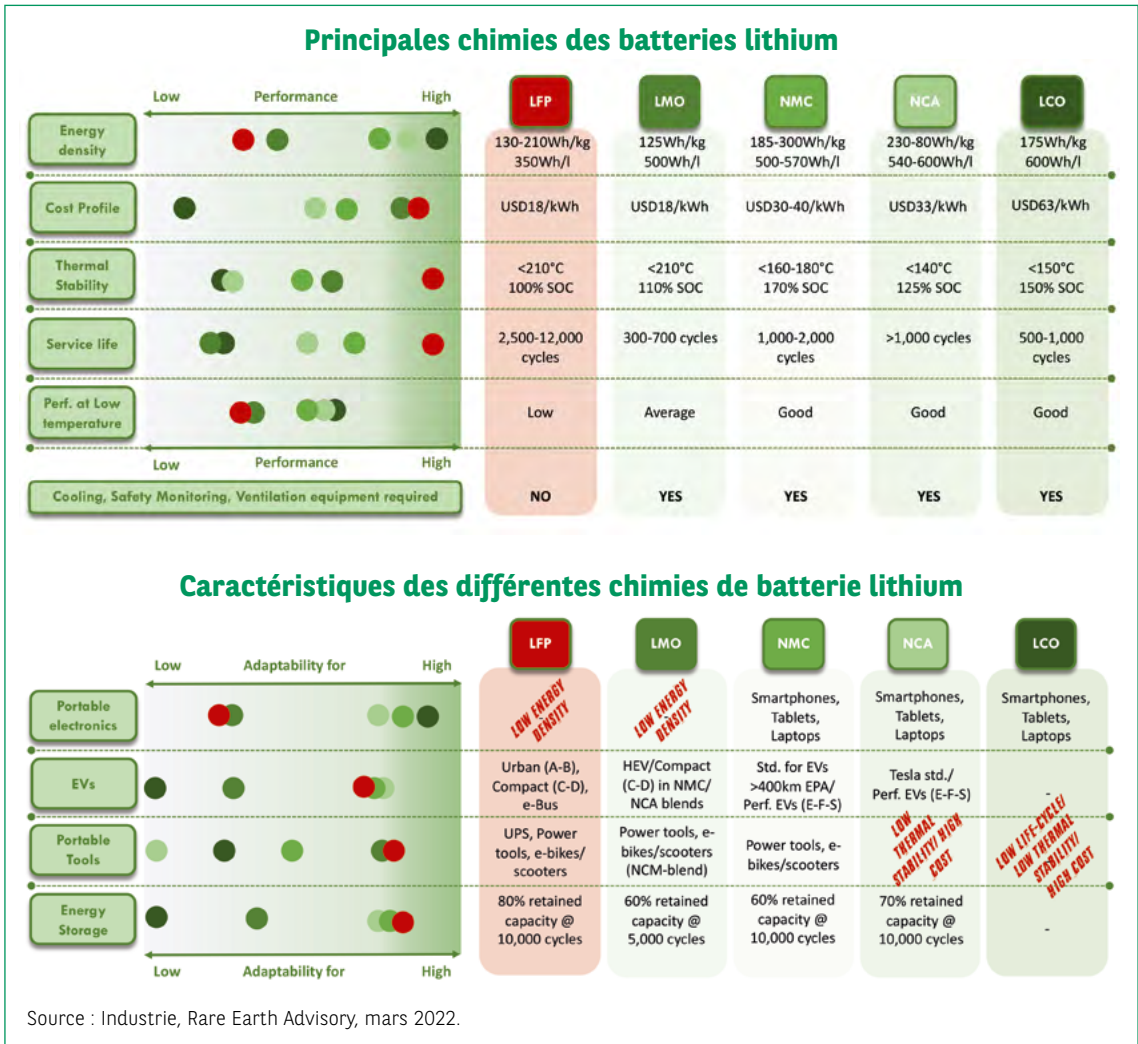 Principales chimies des batteries lithium
Low Performance High
LFP LMO NMC NCA LCO
Energy
density
130-210Wh/kg
350Wh/l
125Wh/kg
500Wh/l
185-300Wh/kg
500-570Wh/l
230-80Wh/kg
540-600Wh/l
175Wh/kg
600Wh/l
Cost Profile
USD18/kWh
USD18/kWh
USD30-40/kWh
USD33/kWh
USD63/kWh
Thermal
Stability
<210°C
100% SOC
<210°C
110% SOC
<160-180°C
170% SOC
<140°C
125% SOC
<150°C
150% SOC
Service life
2,500-12,000
cycles
300-700 cycles
1,000-2,000
cycles
>1,000 cycles
500-1,000
cycles
Perf. at Low
temperature
Low
Average
Good
Good
Good
Low Performance High
Cooling, Safety Monitoring, Ventilation equipment required
NO
YES
YES
YES
YES
Caractéristiques des différentes chimies de batterie lithium
Low Adaptability for High
LFP LMO NMC NCA LCO
Portable
electronics
LOW ENERGY
DENSITY
LOW ENERGY
DENSITY
Smartphones,
Tablets,
Laptops
Smartphones,
Tablets,
Laptops
Smartphones,
Tablets,
Laptops
EVs
Urban (A-B),
Compact (C-D),
e-Bus
HEV/Compact
(C-D) in NMC/
NCA blends
Std. for EVs
>400km EPA/
Perf. EVs (E-F-S)
Tesla std./
Perf. EVs (E-F-S)
-
Portable
Tools
UPS, Power
tools, e-bikes/
scooters
Power tools, e-
bikes/scooters
(NCM-blend)
Power tools, e-
bikes/scooters
LOW
THERMAL
STABILITY/ HIGH
COST
LOW LIFE-CYCLE/
LOW THERMAL
STABILITY/
HIGH COST
Energy
Storage
80% retained
capacity @
10,000 cycles
60% retained
capacity @
5,000 cycles
60% retained
capacity @
10,000 cycles
70% retained
capacity @
10,000 cycles
-
Low Adaptability for High
Source : Industrie, Rare Earth Advisory, mars 2022.